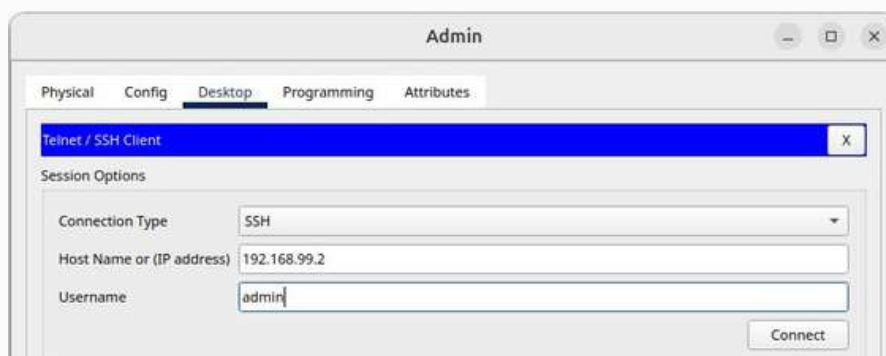 Admin
Physical Config Desktop Programming Attributes
Telnet / SSH Client X
Session Options
Connection Type SSH
Host Name or (IP address) 192.168.99.2
Username admin
Connect